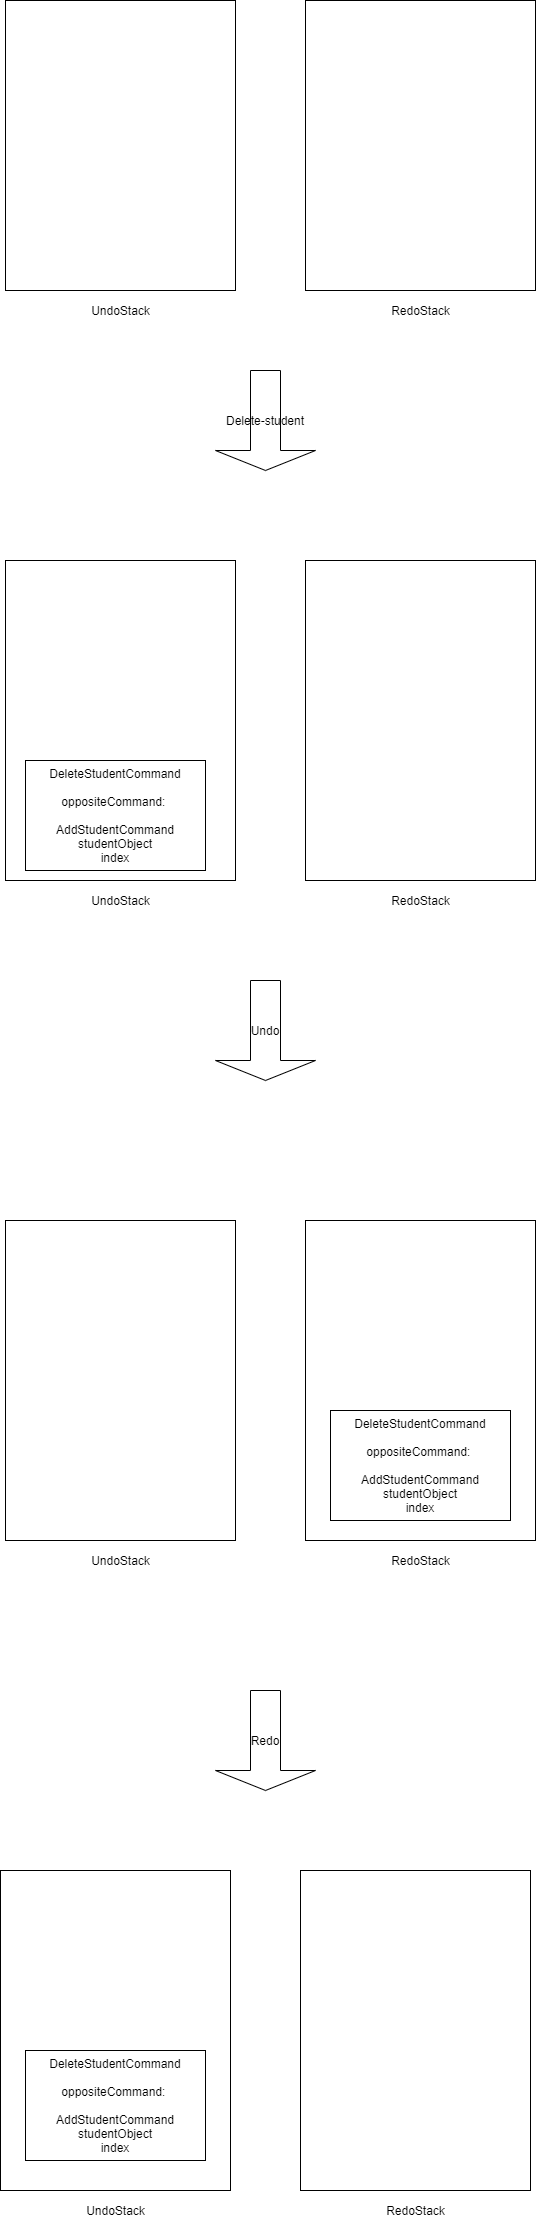 UndoStack
RedoStack
Delete-student
DeleteStudentCommand
oppositeCommand:
AddStudentCommand
studentObject
index
UndoStack
RedoStack
Undo
DeleteStudentCommand
oppositeCommand:
AddStudentCommand
studentObject
index
UndoStack
RedoStack
Redo
DeleteStudentCommand
oppositeCommand:
AddStudentCommand
studentObject
index
UndoStack
RedoStack